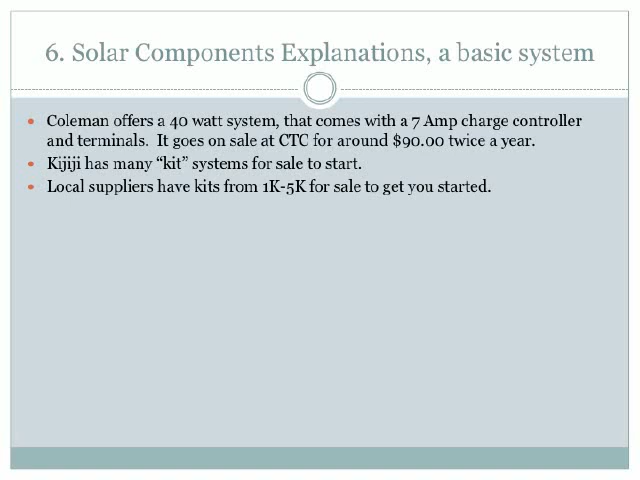 6. Solar Components Explanations, a basic system
• Coleman offers a 40 watt system, that comes with a 7 Amp charge controller
and terminals.  It goes on sale at CTC for around $90.00 twice a year.
• Kijiji has many “kit” systems for sale to start.
• Local suppliers have kits from 1K-5K for sale to get you started.